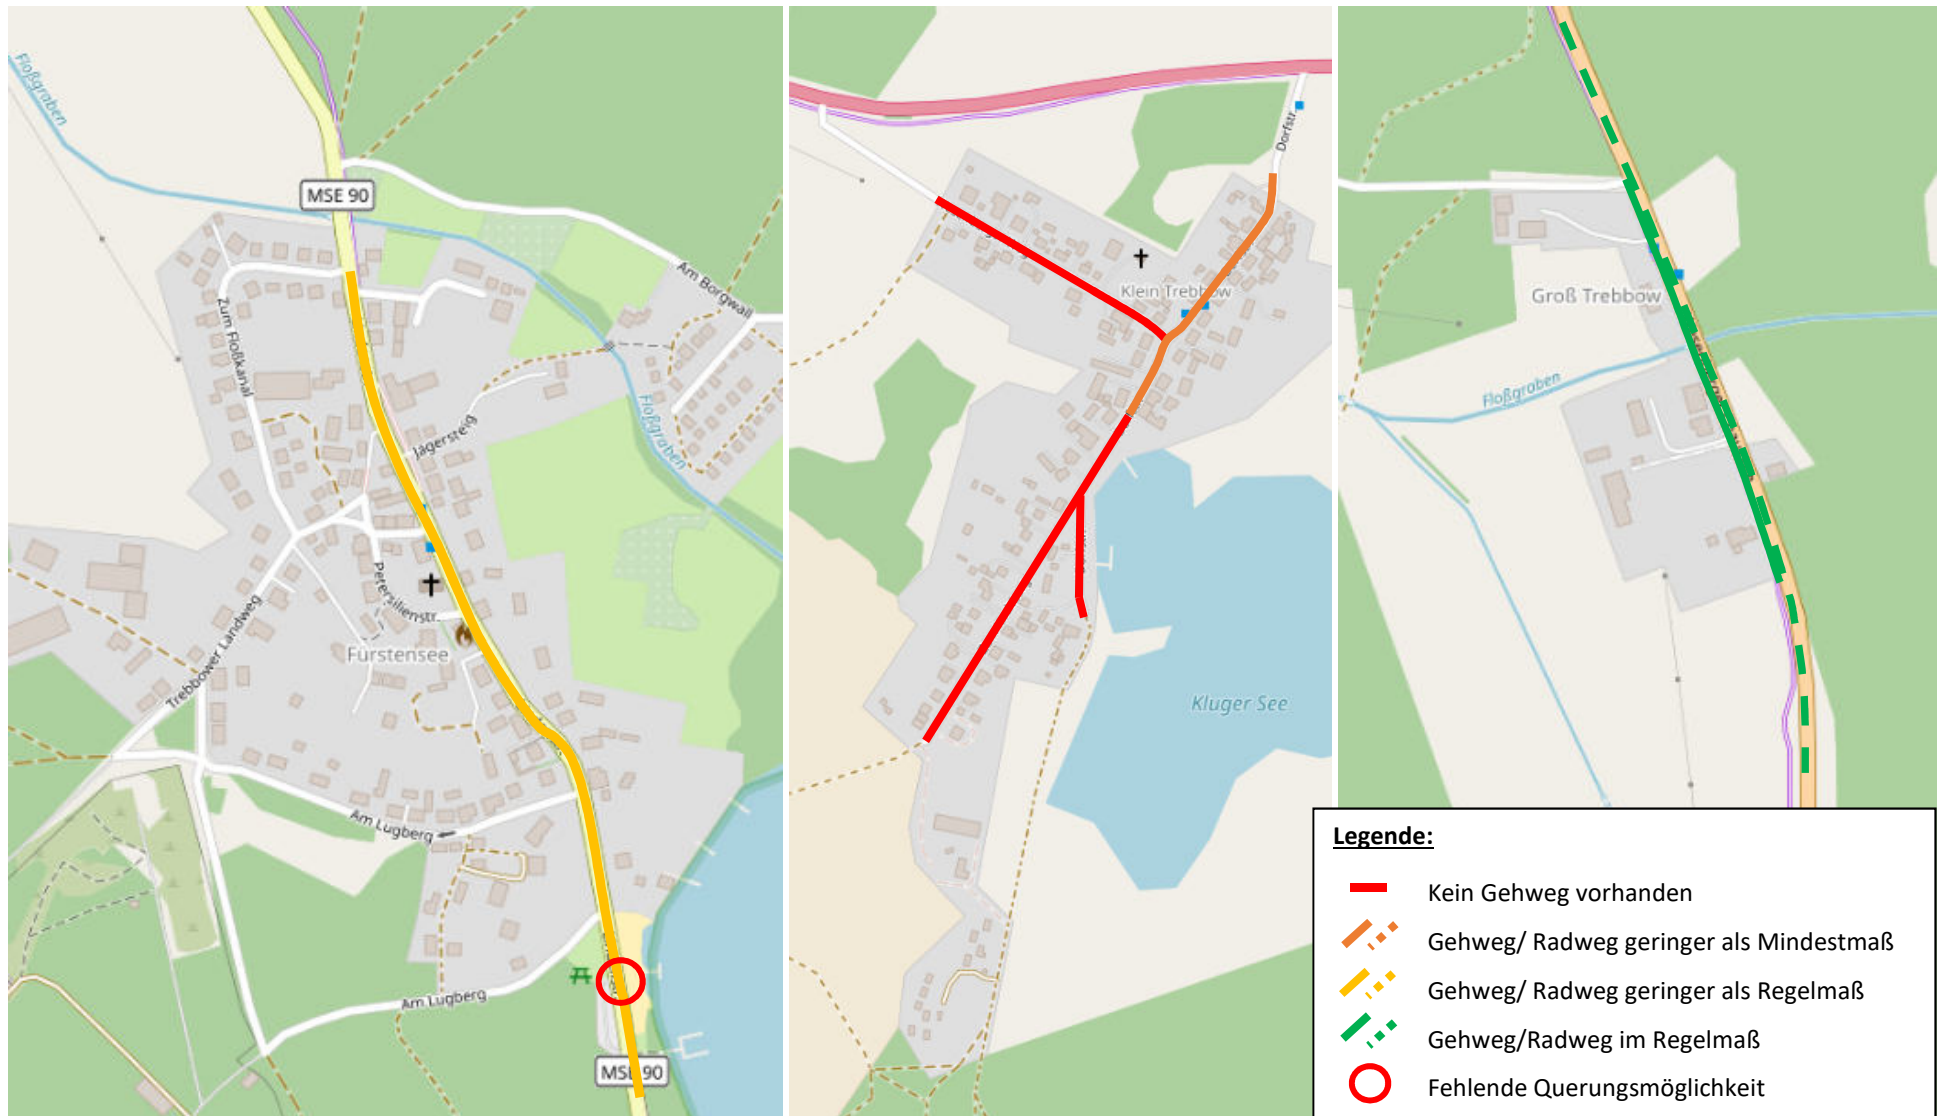 Floßgraben
MSE 90
Am Borgwall
Zum Floßkanal
Jägersteig
Floßgraben
Petersilienstr.
Trebbower Landweg
Fürstensee
Am Lugberg
Am Lugberg
MSE 90
Dorfstr.
Klein Trebbow
Kluger See
Groß Trebbow
Floßgraben
Legende:
Kein Gehweg vorhanden
Gehweg/ Radweg geringer als Mindestmaß
Gehweg/ Radweg geringer als Regelmaß
Gehweg/Radweg im Regelmaß
Fehlende Querungsmöglichkeit